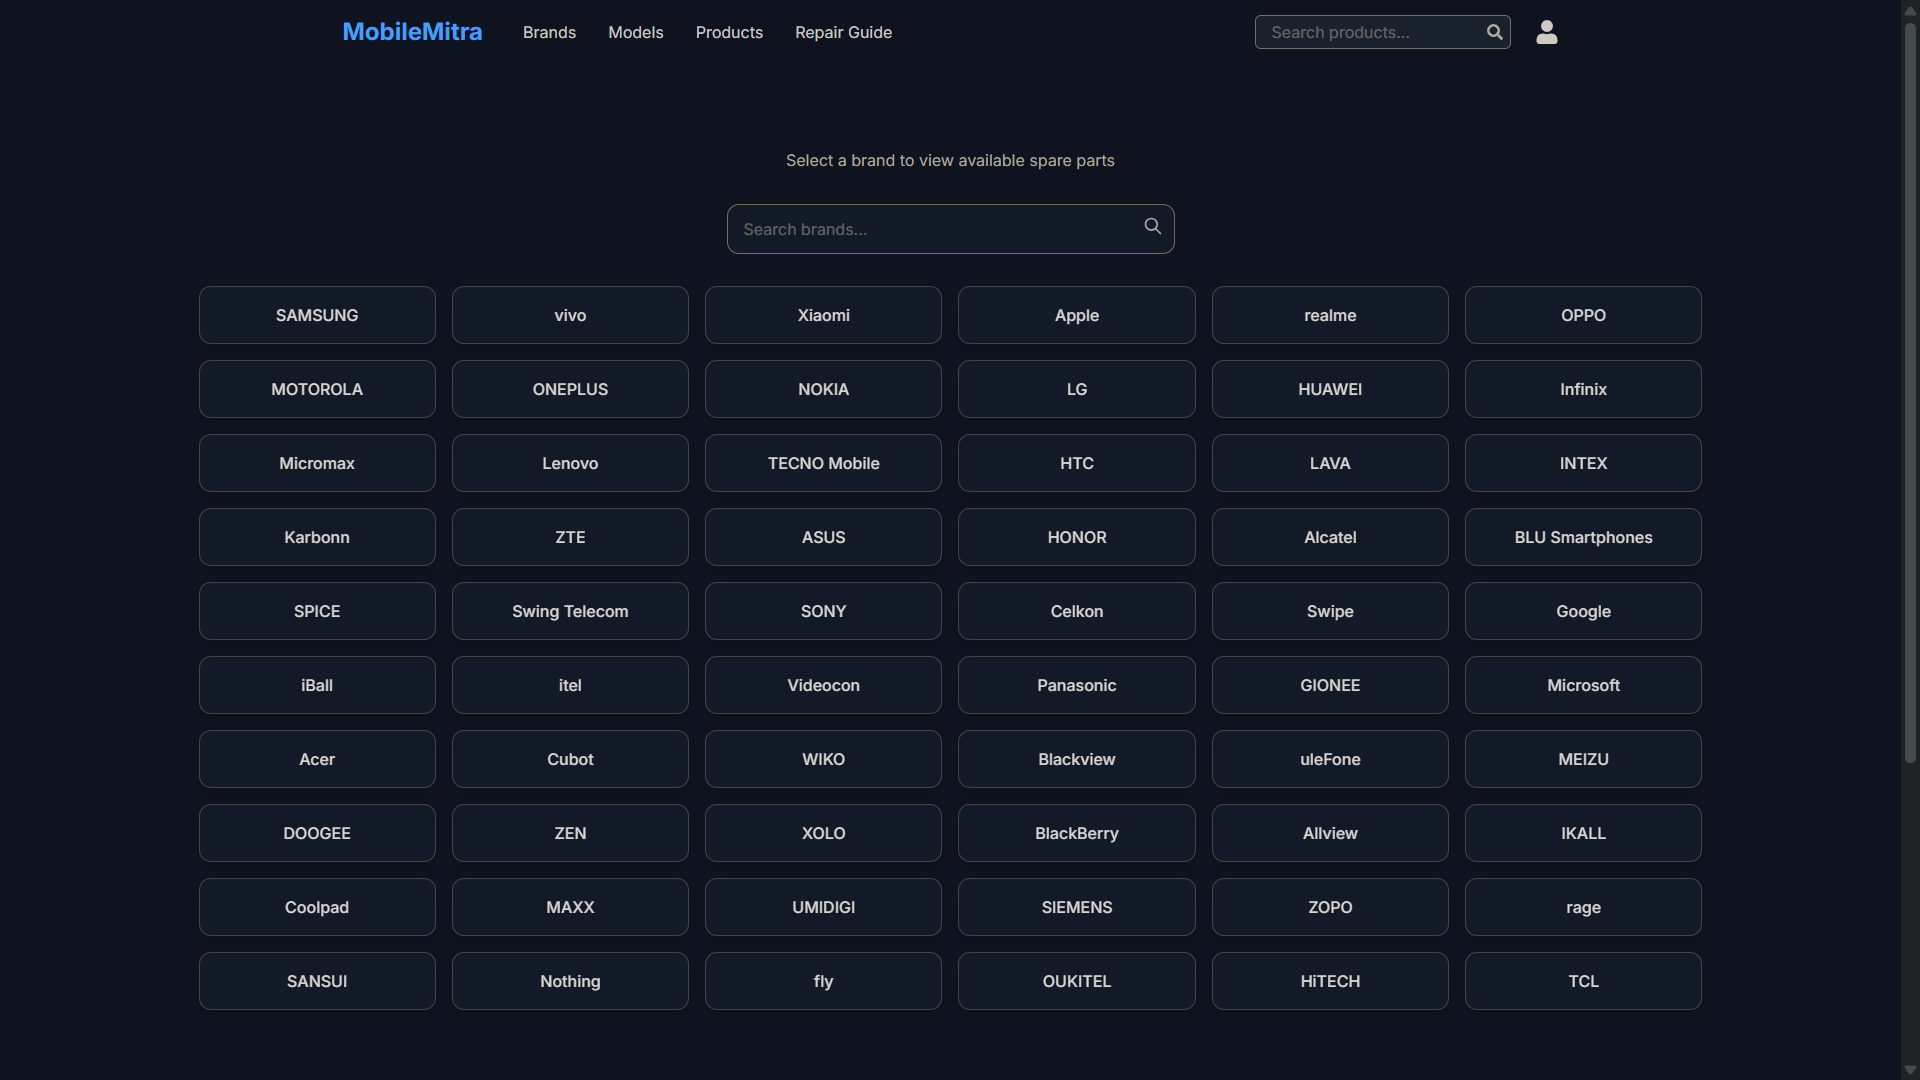 MobileMitra Brands Models Products Repair Guide Search products...
Select a brand to view available spare parts
Search brands...
SAMSUNG vivo Xiaomi Apple realme OPPO
MOTOROLA ONEPLUS NOKIA LG HUAWEI Infinix
Micromax Lenovo TECNO Mobile HTC LAVA INTEX
Karbonn ZTE ASUS HONOR Alcatel BLU Smartphones
SPICE Swing Telecom SONY Celkon Swipe Google
iBall itel Videocon Panasonic GIONEE Microsoft
Acer Cubot WIKO Blackview uleFone MEIZU
DOOGEE ZEN XOLO BlackBerry Allview IKALL
Coolpad MAXX UMIDIGI SIEMENS ZOPO rage
SANSUI Nothing fly OUKITEL HiTECH TCL